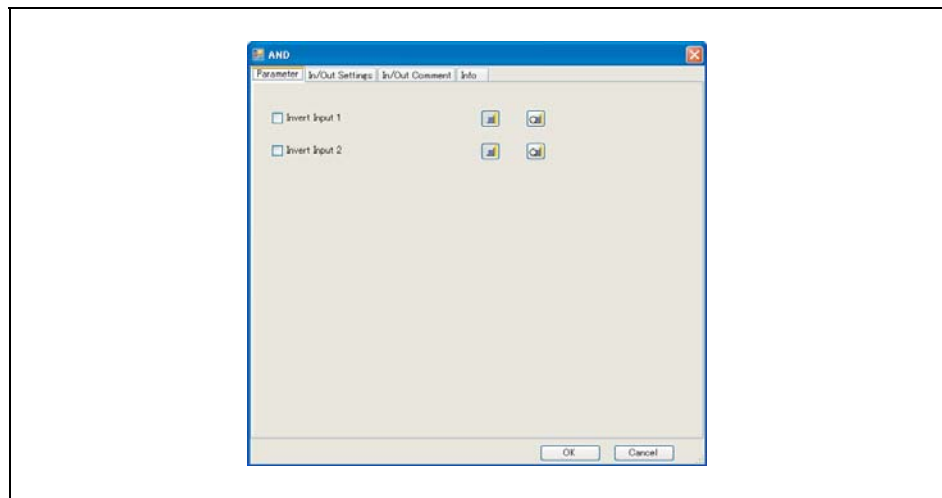 AND
Parameter In/Out Settings In/Out Comment Info
Invert Input 1
Invert Input 2
OK Cancel